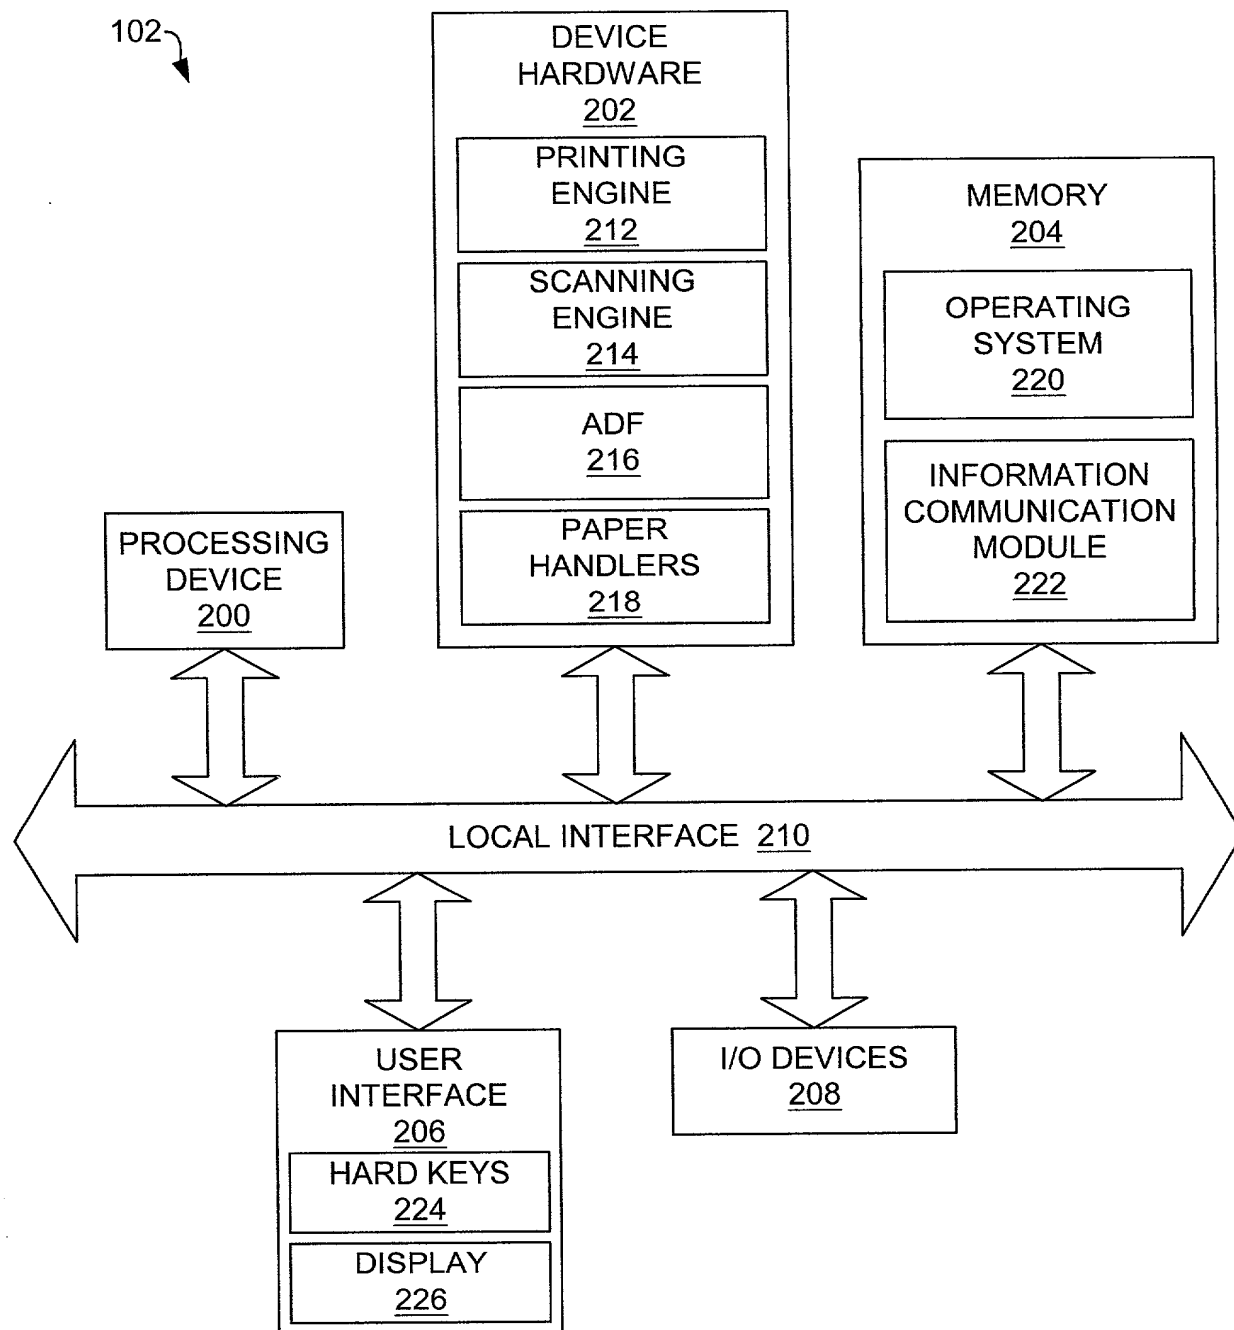 102
DEVICE
HARDWARE
202
PRINTING
ENGINE
212
SCANNING
ENGINE
214
ADF
216
PAPER
HANDLERS
218
MEMORY
204
OPERATING
SYSTEM
220
INFORMATION
COMMUNICATION
MODULE
222
PROCESSING
DEVICE
200
LOCAL INTERFACE 210
USER
INTERFACE
206
HARD KEYS
224
DISPLAY
226
I/O DEVICES
208